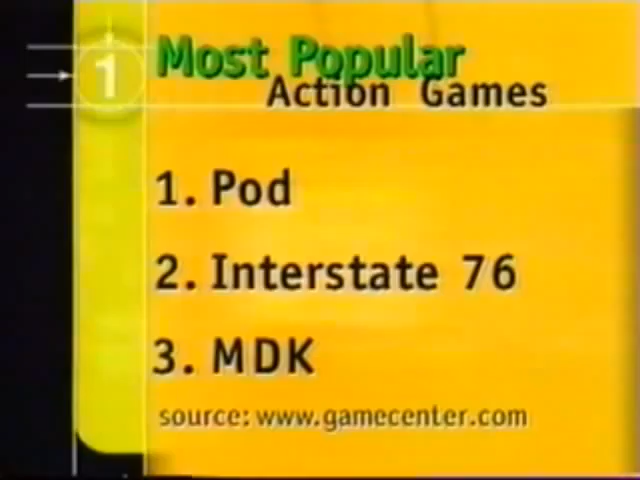 1
Most Popular
Action Games
1. Pod
2. Interstate 76
3. MDK
source: www.gamecenter.com